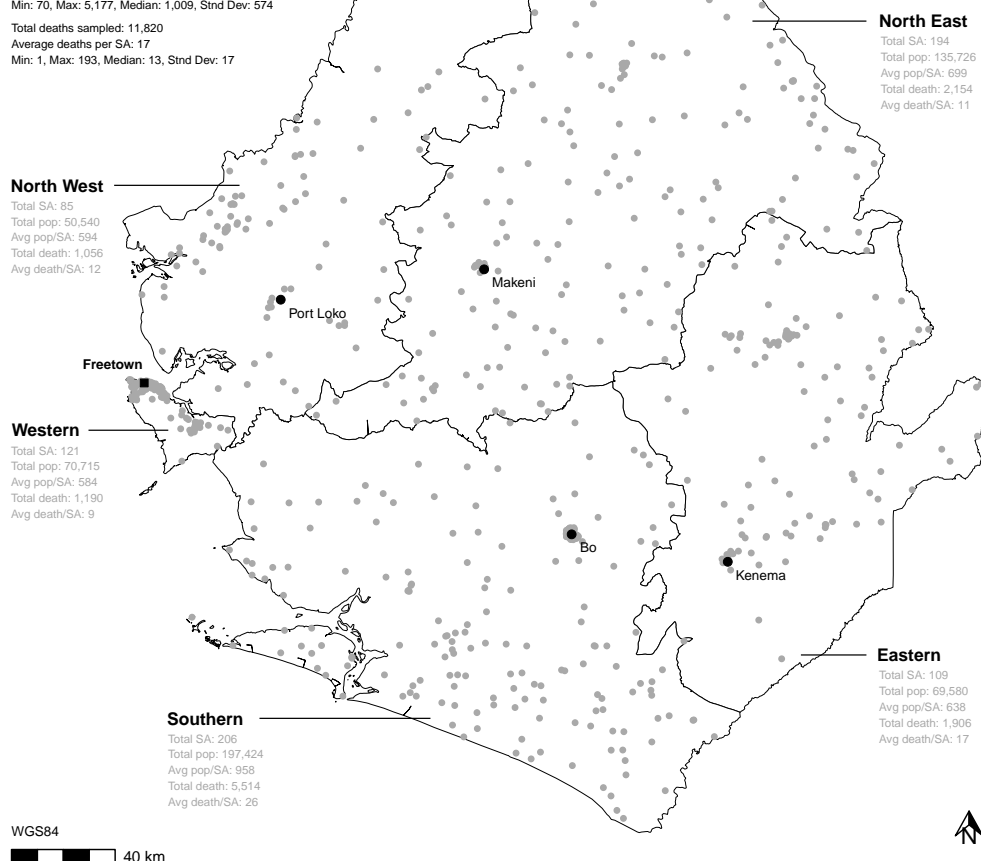 Min: 70, Max: 5,177, Median: 1,009, Stnd Dev: 574
Total deaths sampled: 11,820
Average deaths per SA: 17
Min: 1, Max: 193, Median: 13, Stnd Dev: 17
North East
Total SA: 194
Total pop: 135,726
Avg pop/SA: 699
Total death: 2,154
Avg death/SA: 11
North West
Total SA: 85
Total pop: 50,540
Avg pop/SA: 594
Total death: 1,056
Avg death/SA: 12
Makeni
Port Loko
Freetown
Western
Total SA: 121
Total pop: 70,715
Avg pop/SA: 584
Total death: 1,190
Avg death/SA: 9
Bo
Kenema
Eastern
Total SA: 109
Total pop: 69,580
Avg pop/SA: 638
Total death: 1,906
Avg death/SA: 17
Southern
Total SA: 206
Total pop: 197,424
Avg pop/SA: 958
Total death: 5,514
Avg death/SA: 26
WGS84
40 km
N